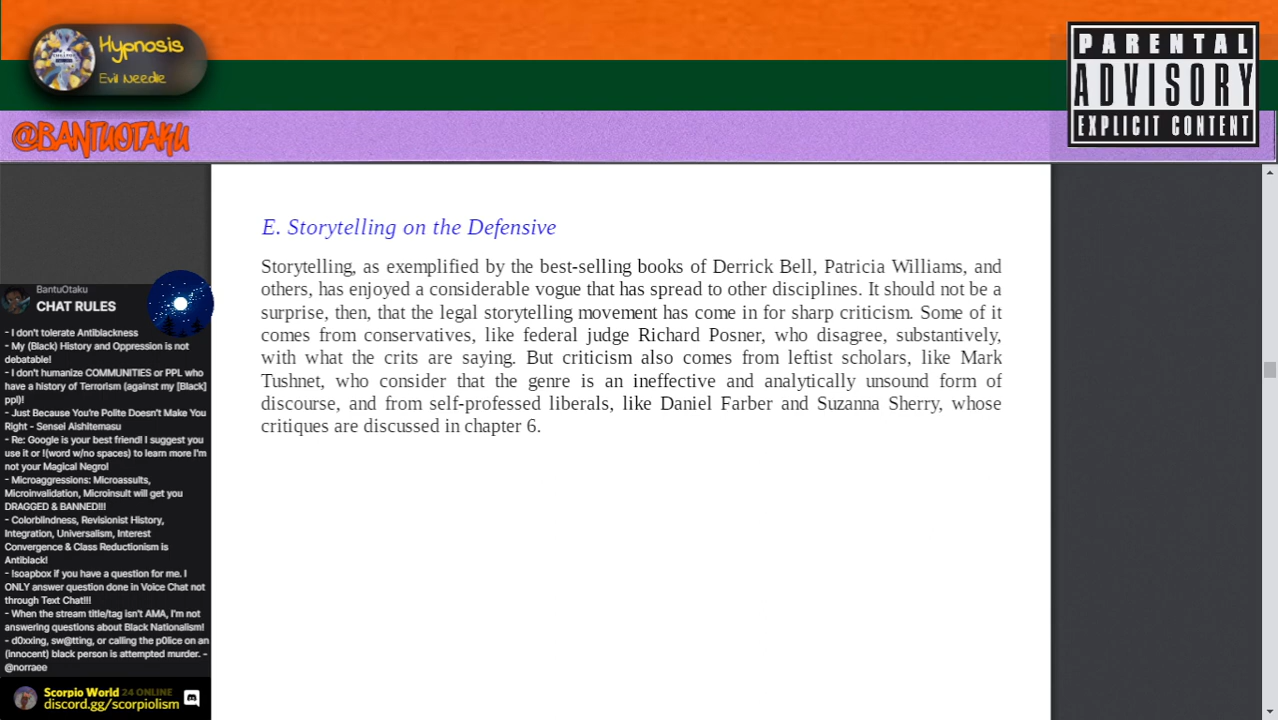 Hypnosis
Evil Needle
PARENTAL
ADVISORY
EXPLICIT CONTENT
@BANTUOTAKU
E. Storytelling on the Defensive
Storytelling, as exemplified by the best-selling books of Derrick Bell, Patricia Williams, and
others, has enjoyed a considerable vogue that has spread to other disciplines. It should not be a
surprise, then, that the legal storytelling movement has come in for sharp criticism. Some of it
comes from conservatives, like federal judge Richard Posner, who disagree, substantively,
with what the crits are saying. But criticism also comes from leftist scholars, like Mark
Tushnet, who consider that the genre is an ineffective and analytically unsound form of
discourse, and from self-professed liberals, like Daniel Farber and Suzanna Sherry, whose
critiques are discussed in chapter 6.
BantuOtaku
CHAT RULES
- I don't tolerate Antiblackness
- My (Black) History and Oppression is not
debatable!
- I don't humanize COMMUNITIES or PPL who
have a history of Terrorism (against my [Black]
ppl)!
- Just Because You're Polite Doesn't Make You
Right - Sensei Aishitemasu
- Re: Google is your best friend! I suggest you
use it or !(word w/no spaces) to learn more I'm
not your Magical Negro!
- Microaggressions: Microassults,
Microinvalidation, Microinsult will get you
DRAGGED & BANNED!!!
- Colorblindness, Revisionist History,
Integration, Universalism, Interest
Convergence & Class Reductionism is
Antiblack!
- !soapbox if you have a question for me. I
ONLY answer question done in Voice Chat not
through Text Chat!!!
- When the stream title/tag isn't AMA, I'm not
answering questions about Black Nationalism!
- d0xxing, sw@tting, or calling the p0lice on an
(innocent) black person is attempted murder. -
@norraee
Scorpio World 24 ONLINE
discord.gg/scorpiolism